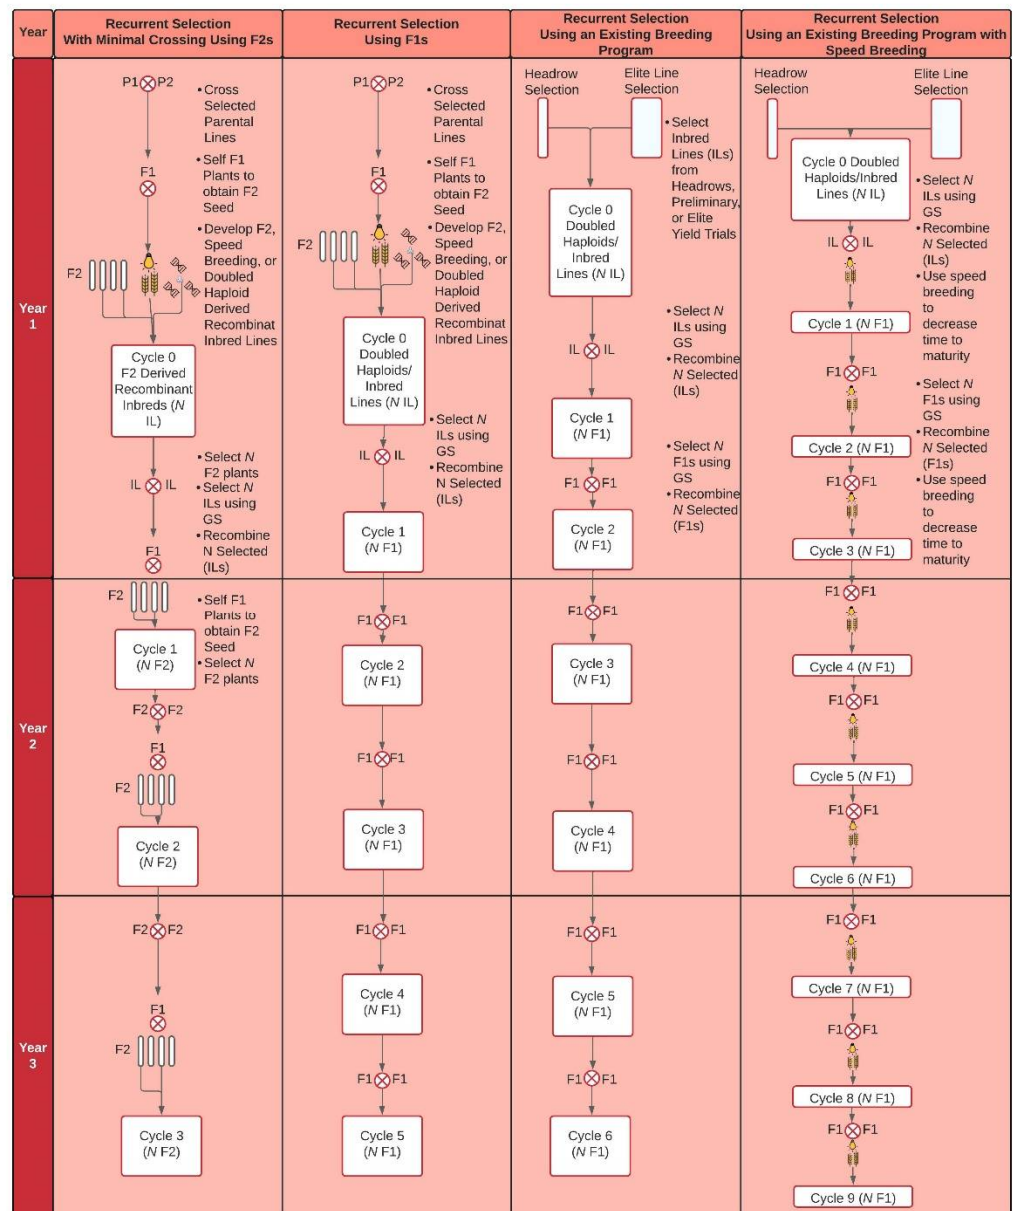 Year
Recurrent Selection
With Minimal Crossing Using F2s
Recurrent Selection
Using F1s
Recurrent Selection
Using an Existing Breeding
Program
Recurrent Selection
Using an Existing Breeding Program with
Speed Breeding
Year
1
P1 P2
• Cross
Selected
Parental
Lines
F1
• Self F1
Plants to
obtain F2
Seed
• Develop F2,
Speed
Breeding, or
Doubled
Haploid
Derived
Recombinat
Inbred Lines
F2
Cycle 0
F2 Derived
Recombinant
Inbreds (N
IL)
• Select N
F2 plants
• Select N
ILs using
GS
• Recombine
N Selected
(ILs)
IL IL
F1
P1 P2
• Cross
Selected
Parental
Lines
F1
• Self F1
Plants to
obtain F2
Seed
• Develop F2,
Speed
Breeding, or
Doubled
Haploid
Derived
Recombinat
Inbred Lines
F2
Cycle 0
Doubled
Haploids/
Inbred
Lines (N IL)
• Select N
ILs using
GS
• Recombine
N Selected
(ILs)
IL IL
Cycle 1
(N F1)
Headrow
Selection
Elite Line
Selection
• Select
Inbred
Lines (ILs)
from
Headrows,
Preliminary,
or Elite
Yield Trials
Cycle 0
Doubled
Haploids/
Inbred
Lines (N IL)
• Select N
ILs using
GS
• Recombine
N Selected
(ILs)
IL IL
Cycle 1
(N F1)
• Select N
F1s using
GS
• Recombine
N Selected
(F1s)
F1 F1
Cycle 2
(N F1)
Headrow
Selection
Elite Line
Selection
Cycle 0 Doubled
Haploids/Inbred
Lines (N IL)
• Select N
ILs using
GS
• Recombine
N Selected
(ILs)
• Use speed
breeding
to
decrease
time to
maturity
IL IL
Cycle 1 (N F1)
F1 F1
• Select N
F1s using
GS
• Recombine
N Selected
(F1s)
• Use speed
breeding
to
decrease
time to
maturity
Cycle 2 (N F1)
F1 F1
Cycle 3 (N F1)
Year
2
F2
• Self F1
Plants to
obtain F2
Seed
• Select N
F2 plants
Cycle 1
(N F2)
F2 F2
F1
F2
Cycle 2
(N F2)
F1 F1
Cycle 2
(N F1)
F1 F1
Cycle 3
(N F1)
F1 F1
Cycle 3
(N F1)
F1 F1
Cycle 4
(N F1)
F1 F1
Cycle 4 (N F1)
F1 F1
Cycle 5 (N F1)
F1 F1
Cycle 6 (N F1)
Year
3
F2 F2
F1
F2
Cycle 3
(N F2)
F1 F1
Cycle 4
(N F1)
F1 F1
Cycle 5
(N F1)
F1 F1
Cycle 5
(N F1)
F1 F1
Cycle 6
(N F1)
F1 F1
Cycle 7 (N F1)
F1 F1
Cycle 8 (N F1)
F1 F1
Cycle 9 (N F1)